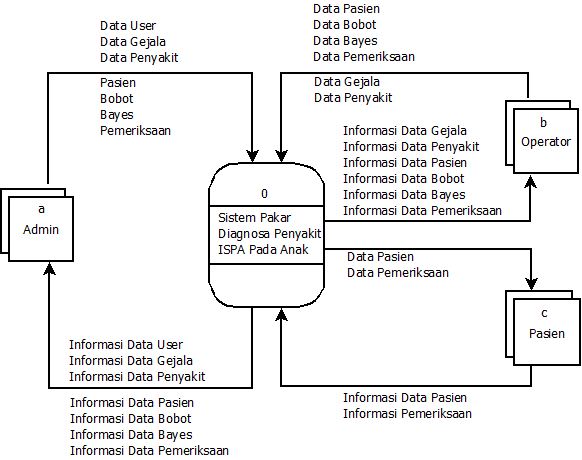 Data User
Data Gejala
Data Penyakit
Pasien
Bobot
Bayes
Pemeriksaan
Data Pasien
Data Bobot
Data Bayes
Data Pemeriksaan
Data Gejala
Data Penyakit
Informasi Data Gejala
Informasi Data Penyakit
Informasi Data Pasien
Informasi Data Bobot
Informasi Data Bayes
Informasi Data Pemeriksaan
b
Operator
a
Admin
0
Sistem Pakar
Diagnosa Penyakit
ISPA Pada Anak
Data Pasien
Data Pemeriksaan
c
Pasien
Informasi Data User
Informasi Data Gejala
Informasi Data Penyakit
Informasi Data Pasien
Informasi Data Bobot
Informasi Data Bayes
Informasi Data Pemeriksaan
Informasi Data Pasien
Informasi Pemeriksaan